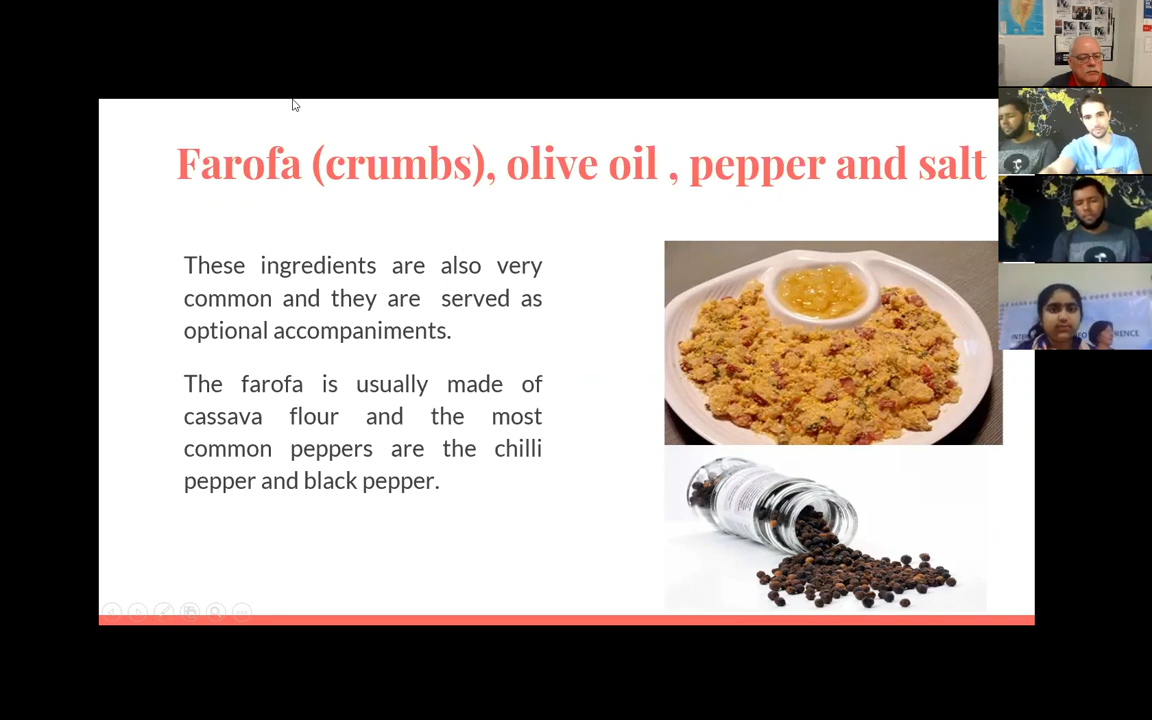 Farofa (crumbs), olive oil , pepper and salt
These ingredients are also very
common and they are served as
optional accompaniments.
The farofa is usually made of
cassava flour and the most
common peppers are the chilli
pepper and black pepper.